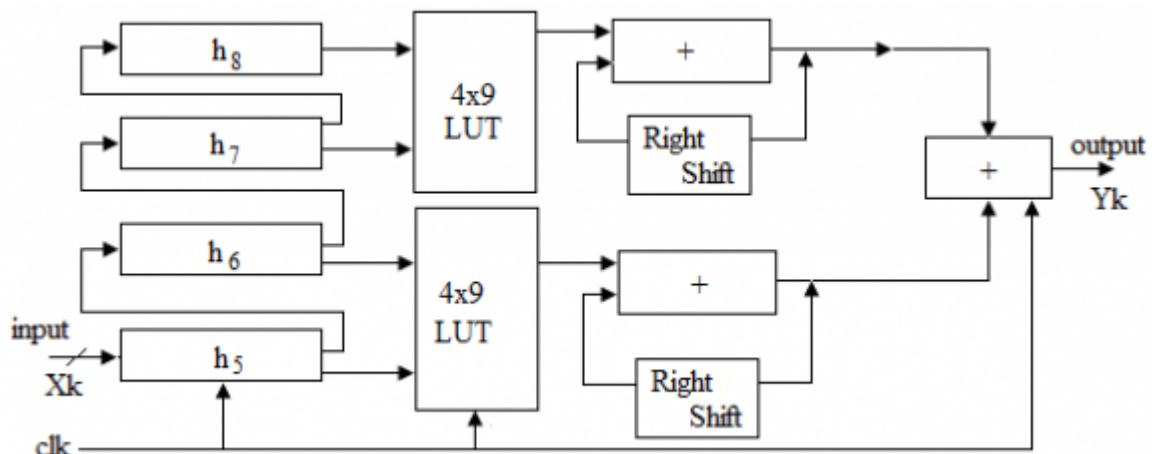 h8
4x9
LUT
+
Right
Shift
h7
output
+
Yk
h6
4x9
LUT
+
input
Xk
h5
Right
Shift
clk